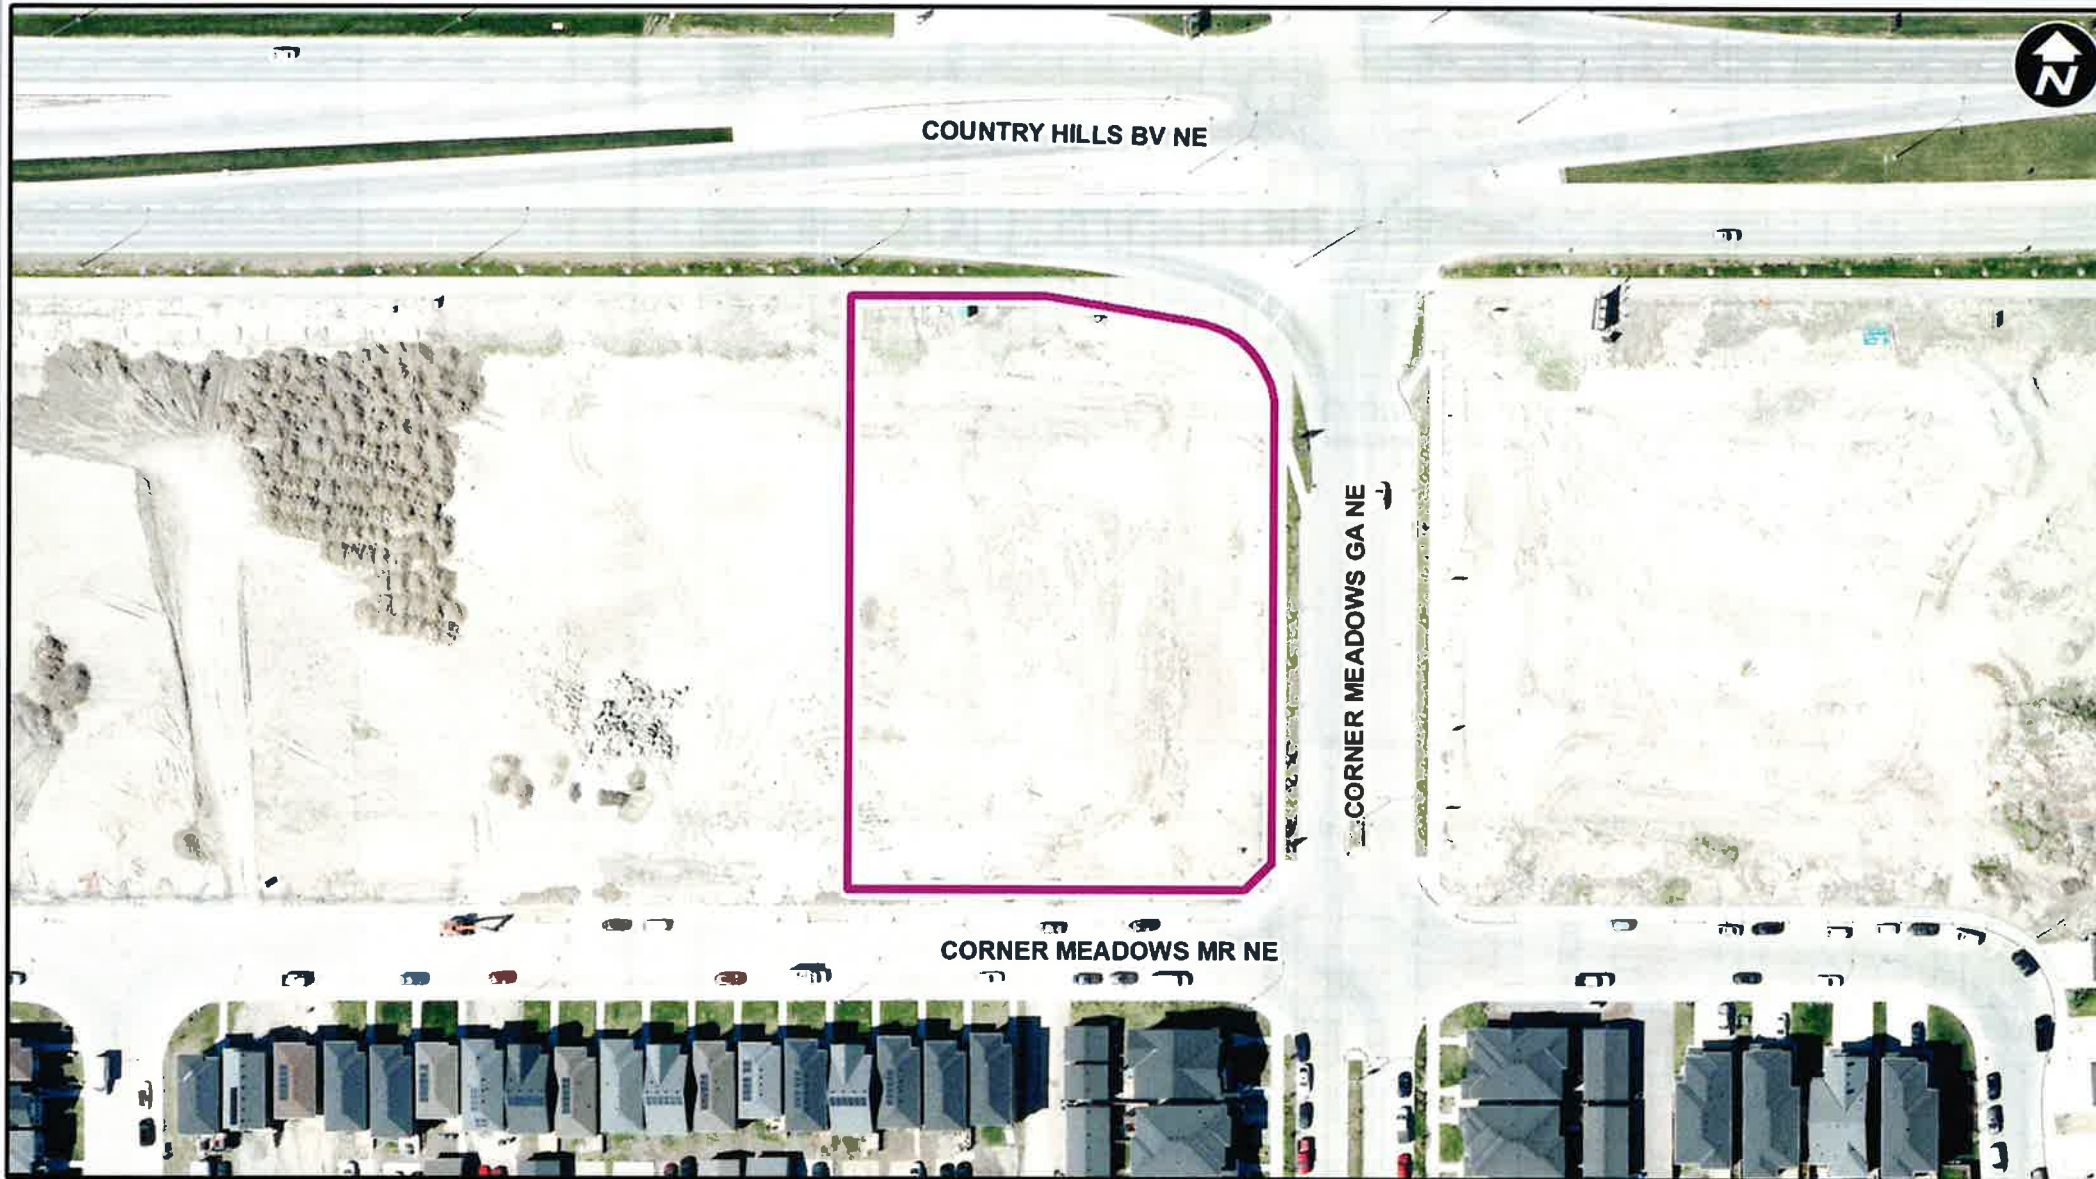 N
COUNTRY HILLS BV NE
CORNER MEADOWS GA NE
CORNER MEADOWS MR NE